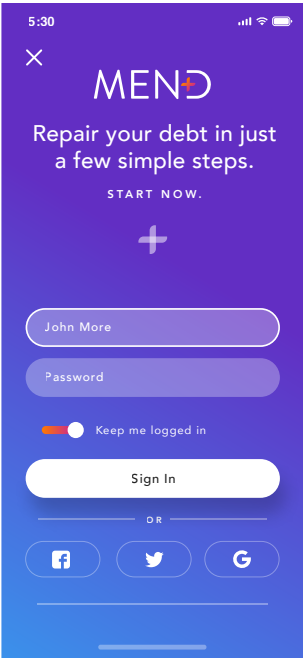 5:30
MEND
Repair your debt in just
a few simple steps.
START NOW.
John More
Password
Keep me logged in
Sign In
OR
f
G